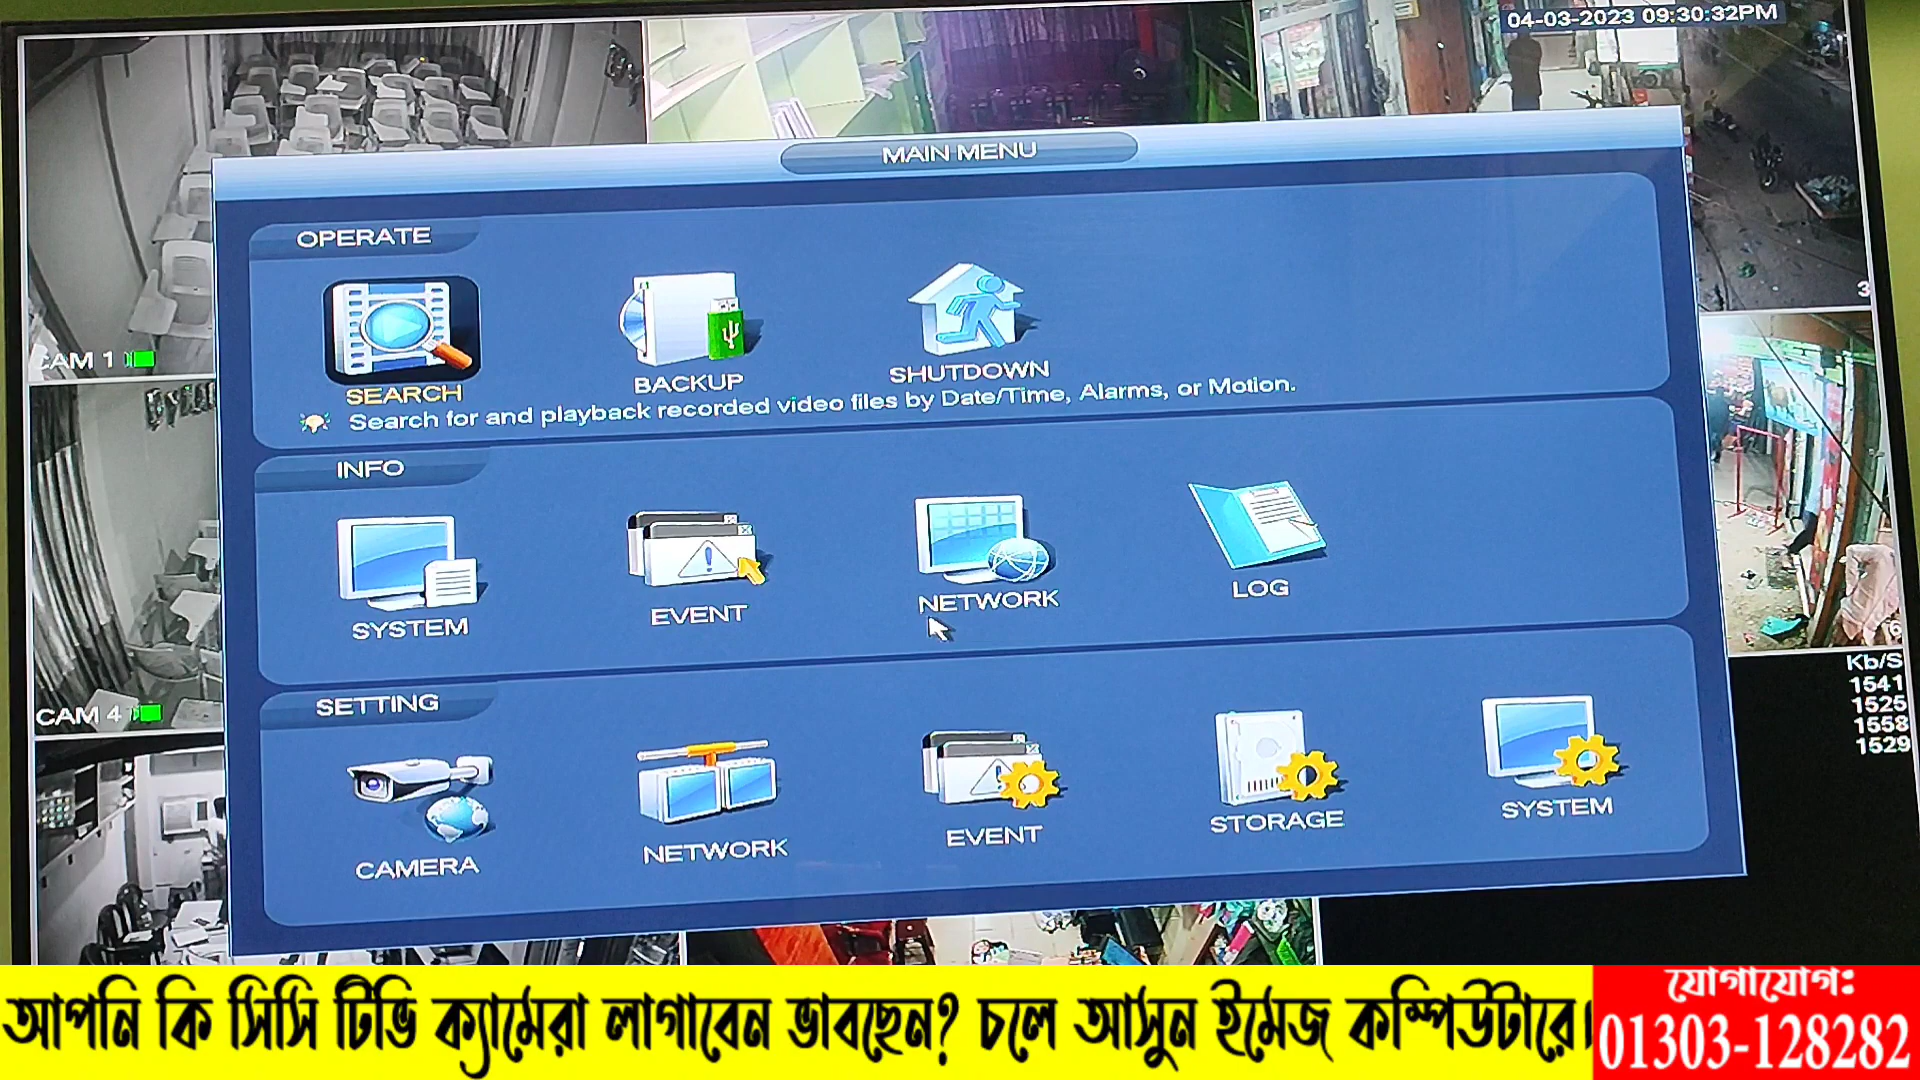 04-03-2023 09:30:32PM
MAIN MENU
OPERATE
SEARCH
BACKUP
SHUTDOWN
Search for and playback recorded video files by Date/Time, Alarms, or Motion.
CAM 1
3
INFO
SYSTEM
EVENT
NETWORK
LOG
CAM 4
6
Kb/S
1541
1525
1558
1529
SETTING
CAMERA
NETWORK
EVENT
STORAGE
SYSTEM
আপনি কি সিসি টিভি ক্যামেরা লাগাবেন ভাবছেন? চলে আসুন ইমেজ কম্পিউটারে।
যোগাযোগ:
01303-128282